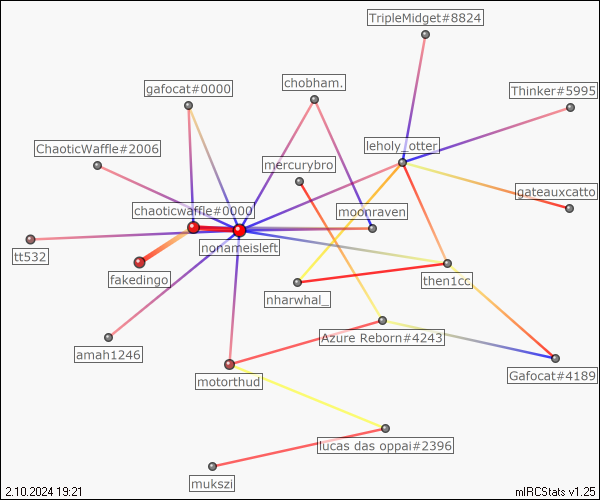 TripleMidget#8824
gafocat#0000
chobham.
Thinker#5995
ChaoticWaffle#2006
leholy_otter
mercurybro
gateauxcatto
chaoticwaffle#0000
moonraven
nonameisleft
tt532
fakedingo
then1cc
nharwhal_
amah1246
Azure Reborn#4243
motorthud
Gafocat#4189
lucas das oppai#2396
mukszi
2.10.2024 19:21
mIRCStats v1.25